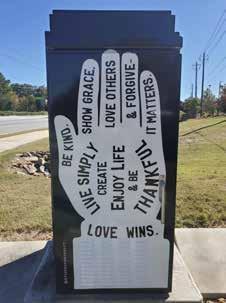 BE KIND.
SHOW GRACE.
LOVE OTHERS
& FORGIVE-
IT MATTERS.
LIVE SIMPLY
CREATE
ENJOY LIFE
& BE
THANKFUL.
LOVE WINS.